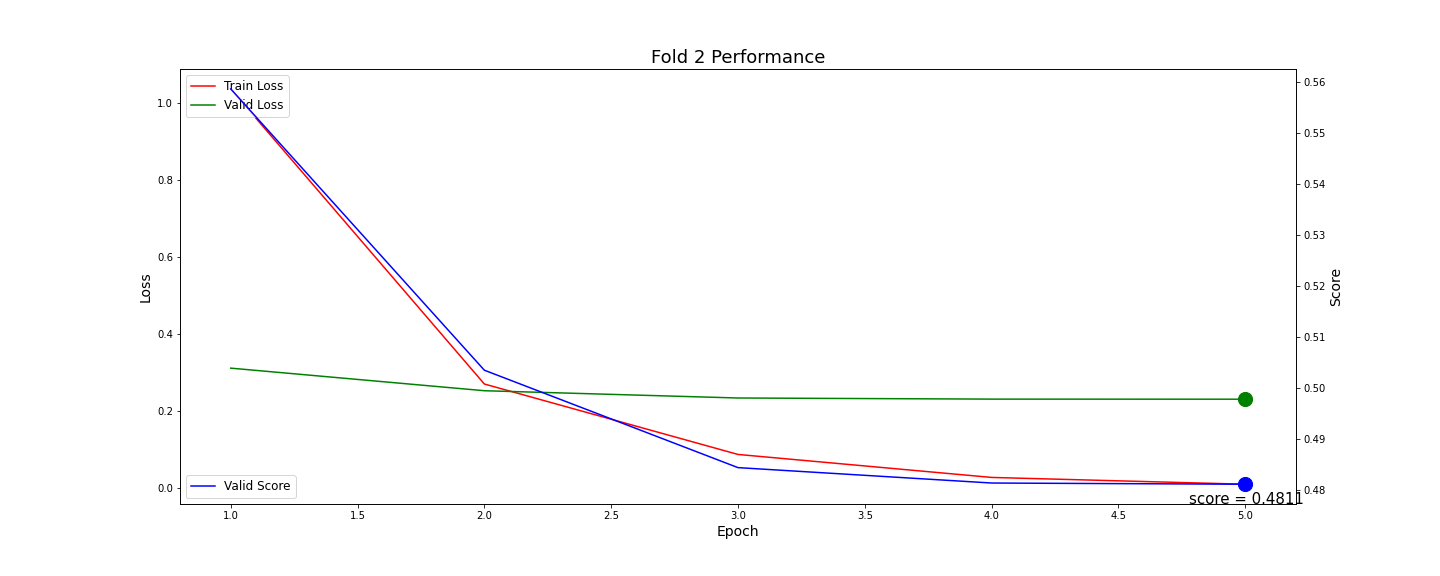 Fold 2 Performance
Train Loss
Valid Loss
Valid Score
Loss
1.0
0.8
0.6
0.4
0.2
0.0
Score
0.56
0.55
0.54
0.53
0.52
0.51
0.50
0.49
0.48
score = 0.4811
1.0 1.5 2.0 2.5 3.0 3.5 4.0 4.5 5.0
Epoch